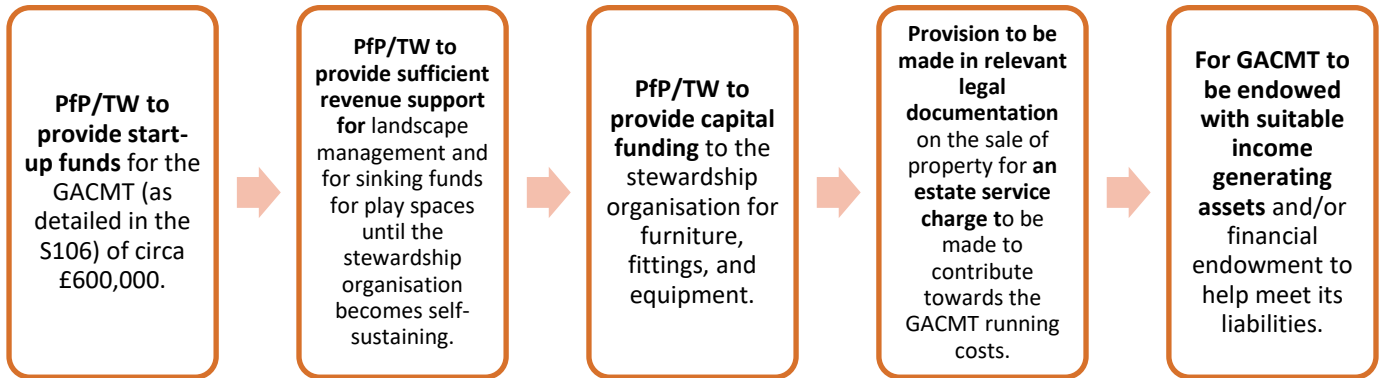 PfP/TW to
provide start-
up funds for the
GACMT (as
detailed in the
S106) of circa
£600,000.
PfP/TW to
provide sufficient
revenue support
for landscape
management and
for sinking funds
for play spaces
until the
stewardship
organisation
becomes self-
sustaining.
PfP/TW to
provide capital
funding to the
stewardship
organisation for
furniture,
fittings, and
equipment.
Provision to be
made in relevant
legal
documentation
on the sale of
property for an
estate service
charge to be
made to
contribute
towards the
GACMT running
costs.
For GACMT to
be endowed
with suitable
income
generating
assets and/or
financial
endowment to
help meet its
liabilities.